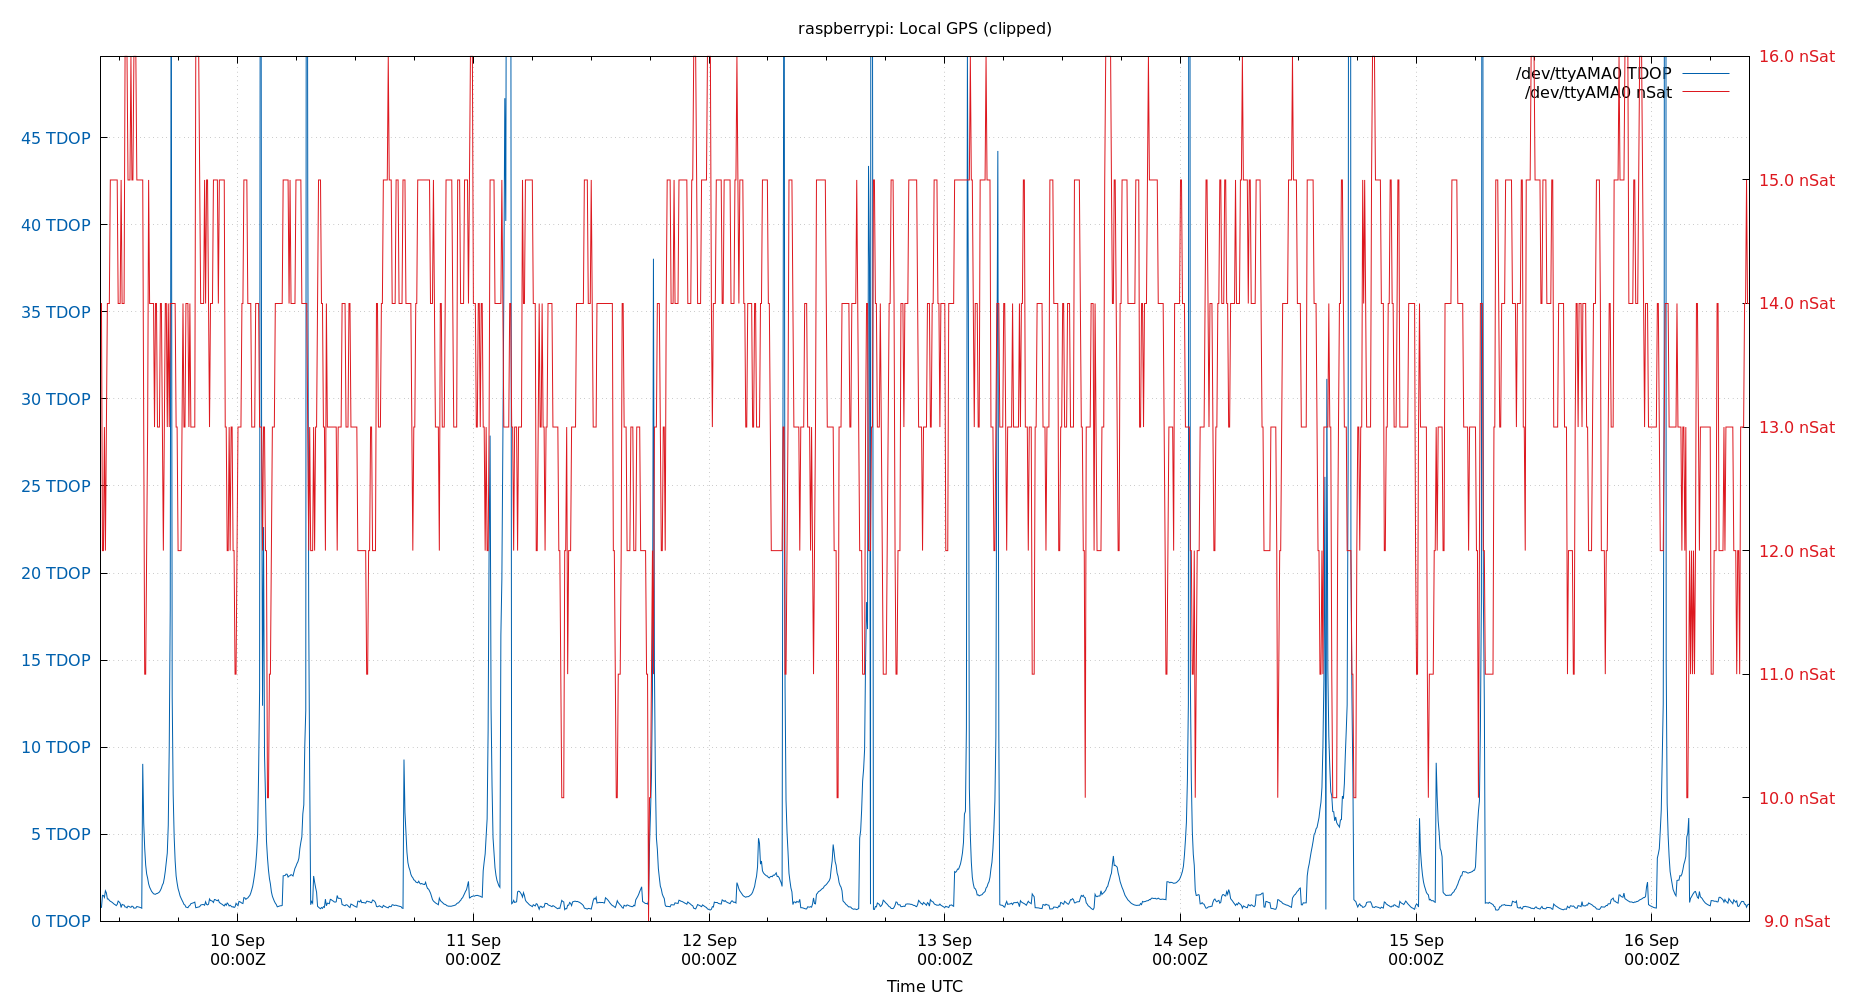 raspberrypi: Local GPS (clipped)
/dev/ttyAMA0 TDOP
/dev/ttyAMA0 nSat
45 TDOP
40 TDOP
35 TDOP
30 TDOP
25 TDOP
20 TDOP
15 TDOP
10 TDOP
5 TDOP
0 TDOP
16.0 nSat
15.0 nSat
14.0 nSat
13.0 nSat
12.0 nSat
11.0 nSat
10.0 nSat
9.0 nSat
10 Sep
00:00Z
11 Sep
00:00Z
12 Sep
00:00Z
13 Sep
00:00Z
14 Sep
00:00Z
15 Sep
00:00Z
16 Sep
00:00Z
Time UTC